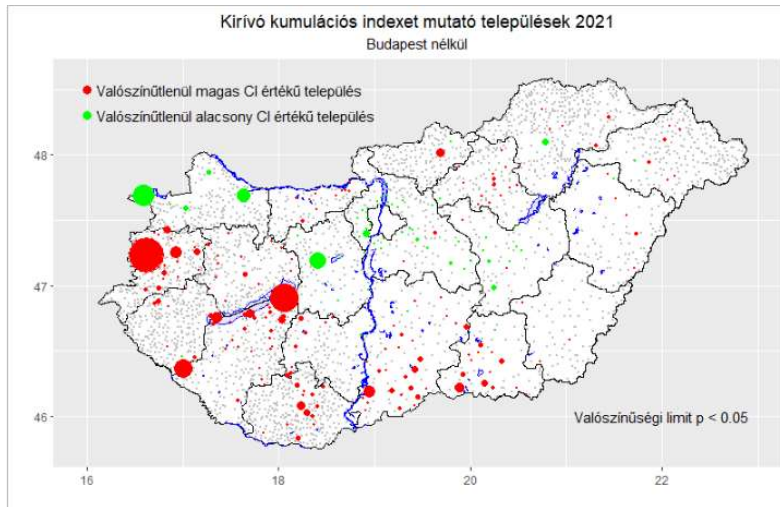 Kirívó kumulációs indexet mutató települések 2021
Budapest nélkül
Valószínűtlenül magas CI értékű település
Valószínűtlenül alacsony CI értékű település
48
47
46
Valószínűségi limit p < 0.05
16
18
20
22